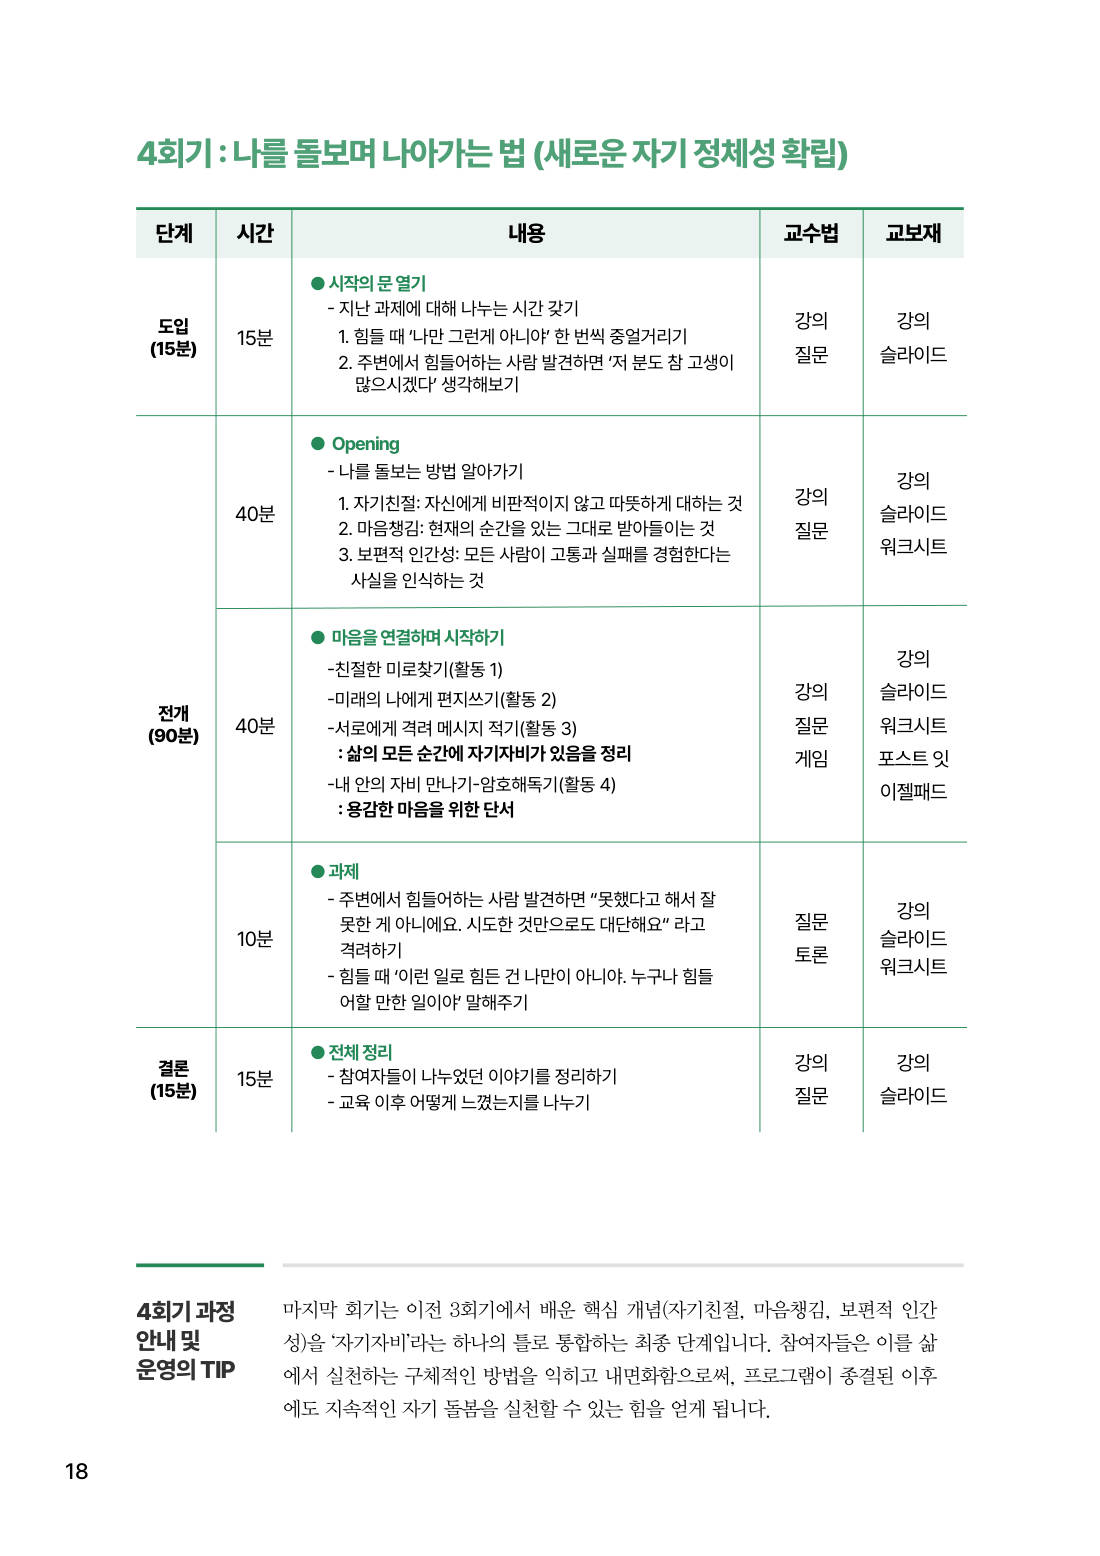 4회기 : 나를 돌보며 나아가는 법 (새로운 자기 정체성 확립)
단계 시간 내용 교수법 교보재
도입
(15분)
15분
● 시작의 문 열기
- 지난 과제에 대해 나누는 시간 갖기
1. 힘들 때 ‘나만 그런게 아니야’ 한 번씩 중얼거리기
2. 주변에서 힘들어하는 사람 발견하면 ‘저 분도 참 고생이
많으시겠다’ 생각해보기
강의
질문
강의
슬라이드
전개
(90분)
40분
● Opening
- 나를 돌보는 방법 알아가기
1. 자기친절: 자신에게 비판적이지 않고 따뜻하게 대하는 것
2. 마음챙김: 현재의 순간을 있는 그대로 받아들이는 것
3. 보편적 인간성: 모든 사람이 고통과 실패를 경험한다는
사실을 인식하는 것
강의
질문
강의
슬라이드
워크시트
40분
● 마음을 연결하며 시작하기
-친절한 미로찾기(활동 1)
-미래의 나에게 편지쓰기(활동 2)
-서로에게 격려 메시지 적기(활동 3)
: 삶의 모든 순간에 자기자비가 있음을 정리
-내 안의 자비 만나기-암호해독기(활동 4)
: 용감한 마음을 위한 단서
강의
질문
게임
강의
슬라이드
워크시트
포스트 잇
이젤패드
10분
● 과제
- 주변에서 힘들어하는 사람 발견하면 “못했다고 해서 잘
못한 게 아니에요. 시도한 것만으로도 대단해요“ 라고
격려하기
- 힘들 때 ‘이런 일로 힘든 건 나만이 아니야. 누구나 힘들
어할 만한 일이야’ 말해주기
질문
토론
강의
슬라이드
워크시트
결론
(15분)
15분
● 전체 정리
- 참여자들이 나누었던 이야기를 정리하기
- 교육 이후 어떻게 느꼈는지를 나누기
강의
질문
강의
슬라이드
4회기 과정
안내 및
운영의 TIP
마지막 회기는 이전 3회기에서 배운 핵심 개념(자기친절, 마음챙김, 보편적 인간
성)을 ‘자기자비’라는 하나의 틀로 통합하는 최종 단계입니다. 참여자들은 이를 삶
에서 실천하는 구체적인 방법을 익히고 내면화함으로써, 프로그램이 종결된 이후
에도 지속적인 자기 돌봄을 실천할 수 있는 힘을 얻게 됩니다.
18